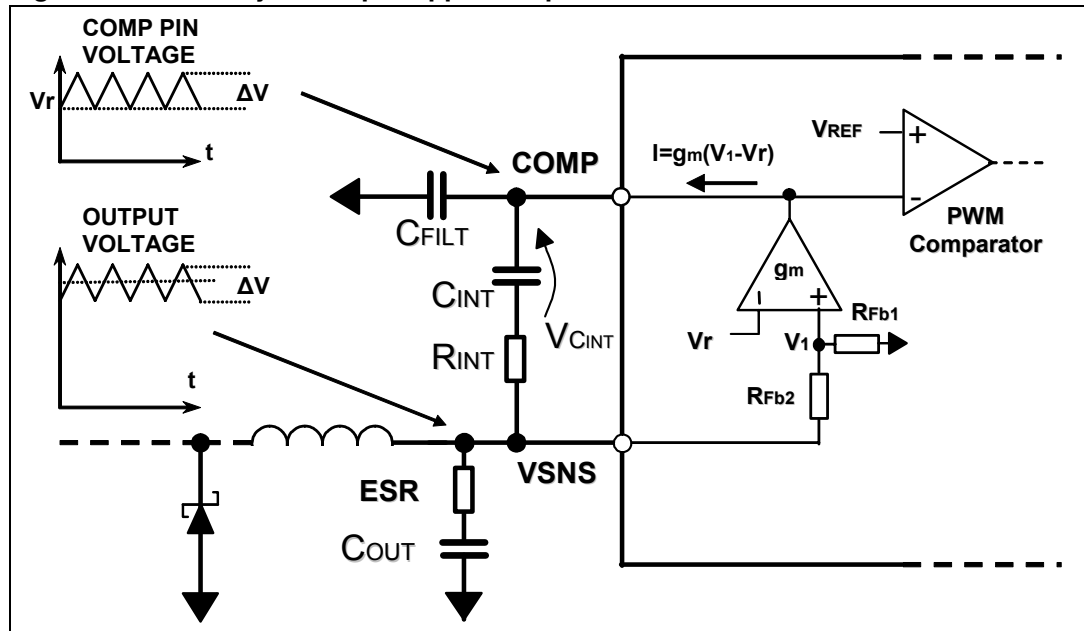 COMP PIN
VOLTAGE
Vr
ΔV
t
COMP
I=gm(V1-Vr)
VREF
+
-
PWM
Comparator
CFILT
OUTPUT
VOLTAGE
ΔV
t
CINT
VCINT
RINT
gm
-
+
Vr
V1
RFb1
RFb2
VSNS
ESR
COUT